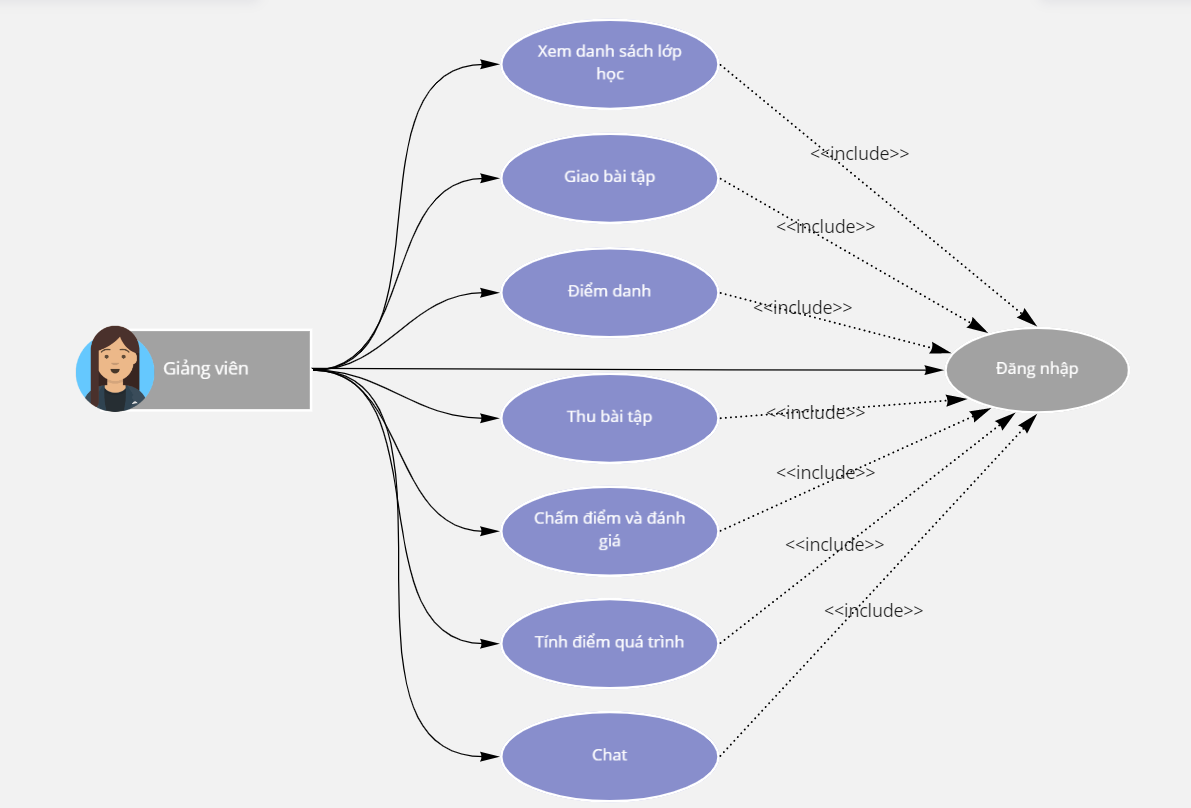 Xem danh sách lớp
học
<<include>>
Giao bài tập
<<include>>
Điểm danh
<<include>>
Giảng viên
Đăng nhập
Thu bài tập
<<include>>
Chấm điểm và đánh
giá
<<include>>
Tính điểm quá trình
<<include>>
Chat
<<include>>